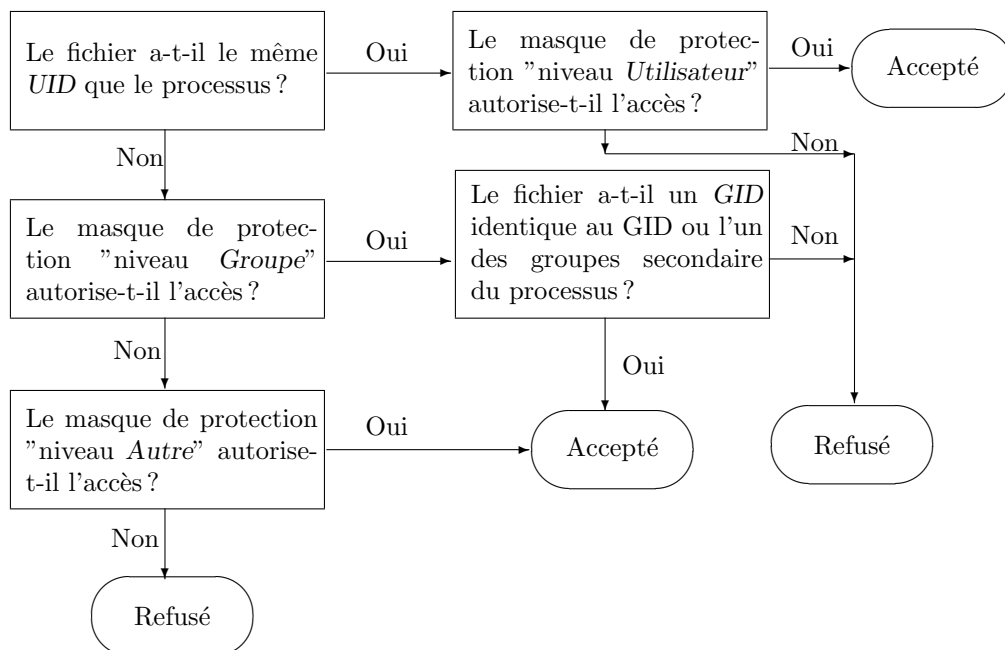 Le fichier a-t-il le même
UID que le processus ?
Oui
Le masque de protec-
tion "niveau Utilisateur"
autorise-t-il l'accès ?
Oui
Accepté
Non
Non
Le masque de protec-
tion "niveau Groupe"
autorise-t-il l'accès ?
Oui
Le fichier a-t-il un GID
identique au GID ou l'un
des groupes secondaire
du processus ?
Non
Non
Oui
Le masque de protection
"niveau Autre" autorise-
t-il l'accès ?
Oui
Accepté
Refusé
Non
Refusé